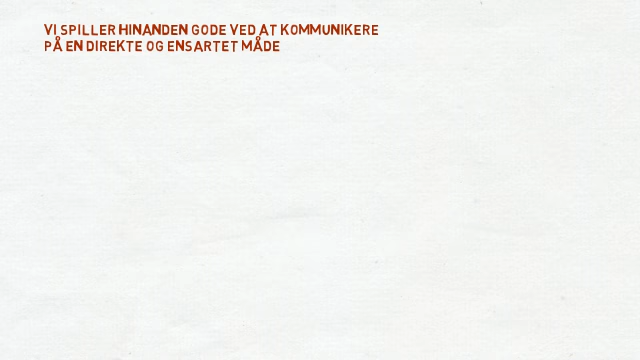 VI SPILLER HINANDEN GODE VED AT KOMMUNIKERE
PÅ EN DIREKTE OG ENSARTET MÅDE